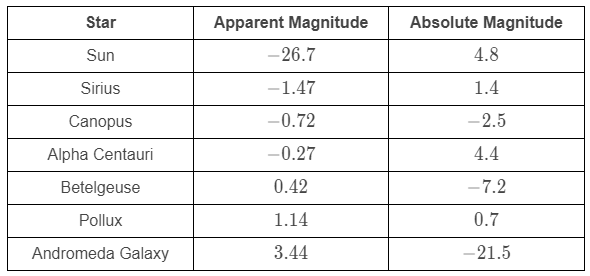 Star Apparent Magnitude Absolute Magnitude
Sun −26.7 4.8
Sirius −1.47 1.4
Canopus −0.72 −2.5
Alpha Centauri −0.27 4.4
Betelgeuse 0.42 −7.2
Pollux 1.14 0.7
Andromeda Galaxy 3.44 −21.5